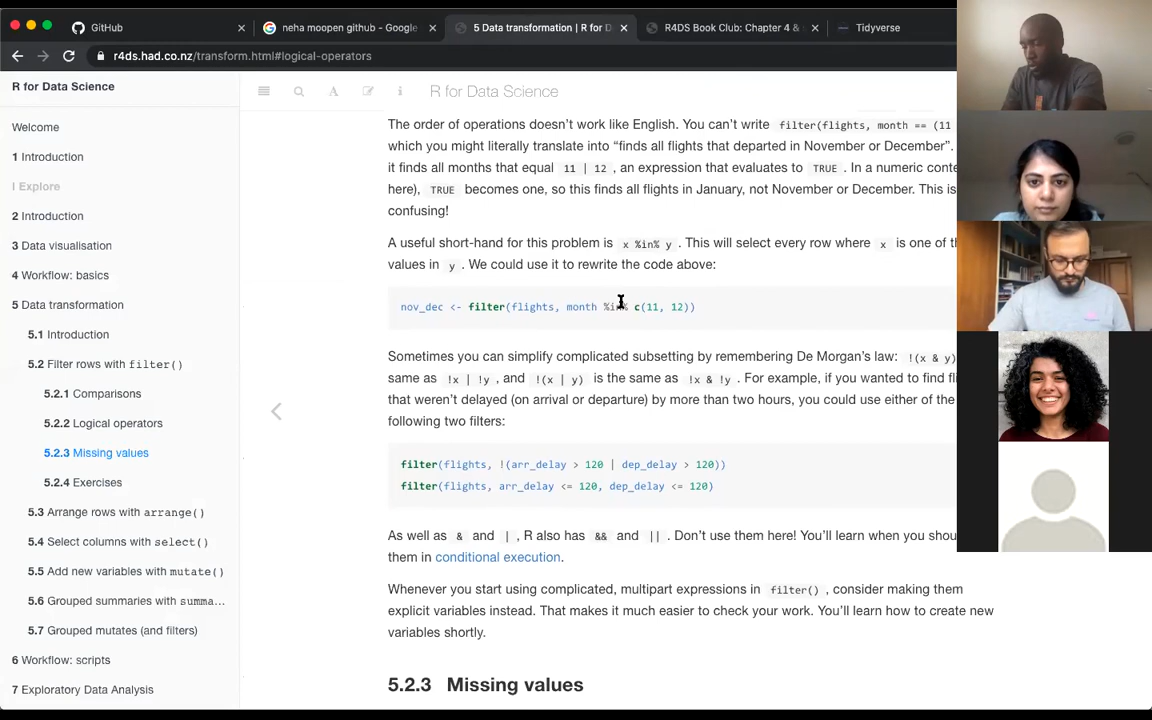 GitHub
neha moopen github - Google
5 Data transformation | R for D
R4DS Book Club: Chapter 4 &
Tidyverse
r4ds.had.co.nz/transform.html#logical-operators
R for Data Science
Welcome
1 Introduction
I Explore
2 Introduction
3 Data visualisation
4 Workflow: basics
5 Data transformation
5.1 Introduction
5.2 Filter rows with filter()
5.2.1 Comparisons
5.2.2 Logical operators
5.2.3 Missing values
5.2.4 Exercises
5.3 Arrange rows with arrange()
5.4 Select columns with select()
5.5 Add new variables with mutate()
5.6 Grouped summaries with summa...
5.7 Grouped mutates (and filters)
6 Workflow: scripts
7 Exploratory Data Analysis
A i R for Data Science
The order of operations doesn't work like English. You can't write filter(flights, month == (11
which you might literally translate into “finds all flights that departed in November or December”.
it finds all months that equal 11 | 12 , an expression that evaluates to TRUE . In a numeric conte
here), TRUE becomes one, so this finds all flights in January, not November or December. This is
confusing!
A useful short-hand for this problem is x %in% y . This will select every row where x is one of th
values in y . We could use it to rewrite the code above:
nov_dec <- filter(flights, month %in% c(11, 12))
Sometimes you can simplify complicated subsetting by remembering De Morgan's law: !(x & y)
same as !x | !y , and !(x | y) is the same as !x & !y . For example, if you wanted to find fli
that weren't delayed (on arrival or departure) by more than two hours, you could use either of the
following two filters:
filter(flights, !(arr_delay > 120 | dep_delay > 120))
filter(flights, arr_delay <= 120, dep_delay <= 120)
As well as & and | , R also has && and || . Don't use them here! You'll learn when you shou
them in conditional execution.
Whenever you start using complicated, multipart expressions in filter() , consider making them
explicit variables instead. That makes it much easier to check your work. You'll learn how to create new
variables shortly.
5.2.3 Missing values